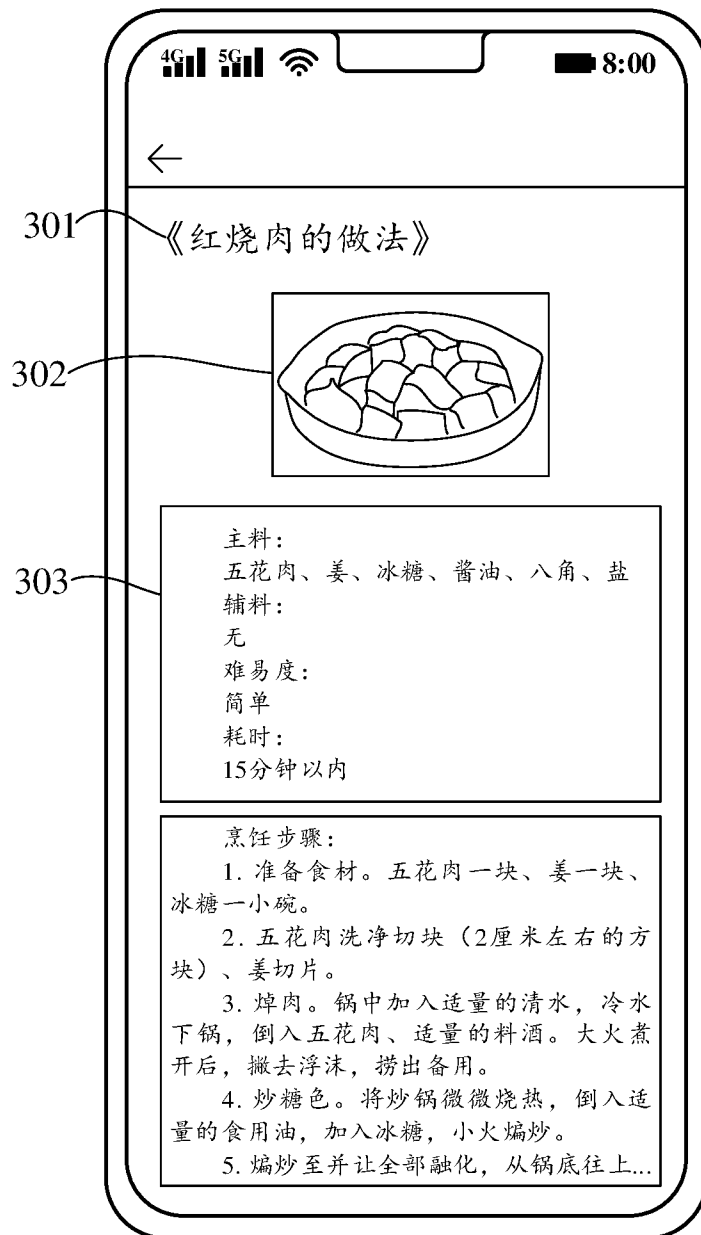 4G 5G 8:00
301
《红烧肉的做法》
302
303
主料：
五花肉、姜、冰糖、酱油、八角、盐
辅料：
无
难易度：
简单
耗时：
15分钟以内
烹饪步骤：
1. 准备食材。五花肉一块、姜一块、
冰糖一小碗。
2. 五花肉洗净切块（2厘米左右的方
块）、姜切片。
3. 焯肉。锅中加入适量的清水，冷水
下锅，倒入五花肉、适量的料酒。大火煮
开后，撇去浮沫，捞出备用。
4. 炒糖色。将炒锅微微烧热，倒入适
量的食用油，加入冰糖，小火煸炒。
5. 煸炒至并让全部融化，从锅底往上...